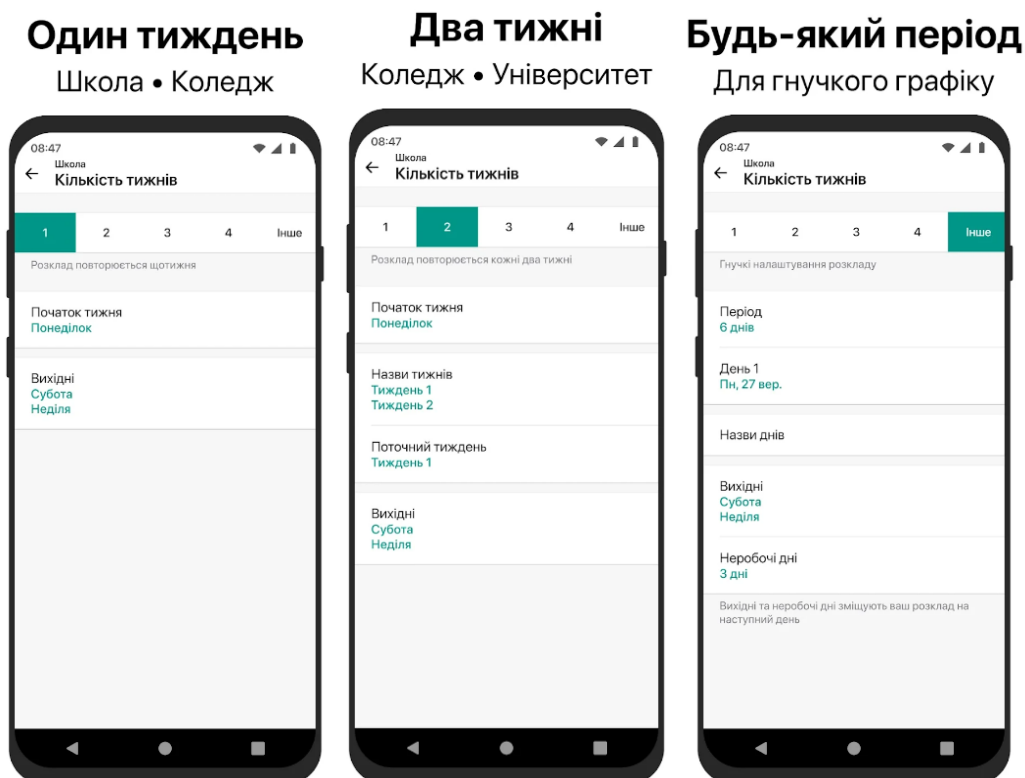 Один тиждень
Школа • Коледж
08:47
Школа
Кількість тижнів
1 2 3 4 Інше
Розклад повторюється щотижня
Початок тижня
Понеділок
Вихідні
Субота
Неділя
Два тижні
Коледж • Університет
08:47
Школа
Кількість тижнів
1 2 3 4 Інше
Розклад повторюється кожні два тижні
Початок тижня
Понеділок
Назви тижнів
Тиждень 1
Тиждень 2
Поточний тиждень
Тиждень 1
Вихідні
Субота
Неділя
Будь-який період
Для гнучкого графіку
08:47
Школа
Кількість тижнів
1 2 3 4 Інше
Гнучкі налаштування розкладу
Період
6 днів
День 1
Пн, 27 вер.
Назви днів
Вихідні
Субота
Неділя
Неробочі дні
3 дні
Вихідні та неробочі дні зміщують ваш розклад на
наступний день